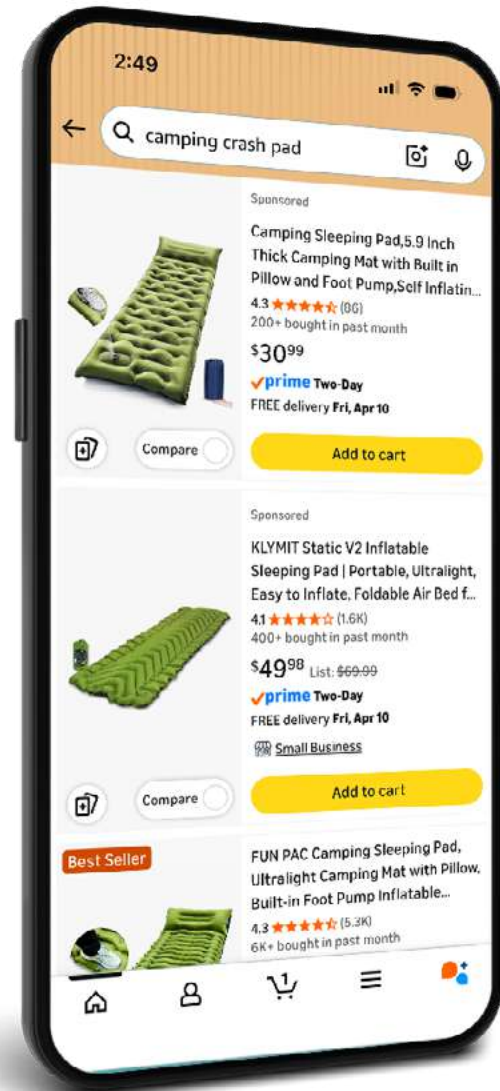 2:49
camping crash pad
Sponsored
Camping Sleeping Pad,5.9 Inch
Thick Camping Mat with Built in
Pillow and Foot Pump,Self Inflatin...
4.3 (86)
200+ bought in past month
$3099
prime Two-Day
FREE delivery Fri, Apr 10
Compare
Add to cart
Sponsored
KLYMIT Static V2 Inflatable
Sleeping Pad | Portable, Ultralight,
Easy to Inflate, Foldable Air Bed f...
4.1 (1.6K)
400+ bought in past month
$4998 List: $69.99
prime Two-Day
FREE delivery Fri, Apr 10
Small Business
Compare
Add to cart
Best Seller
FUN PAC Camping Sleeping Pad,
Ultralight Camping Mat with Pillow,
Built-in Foot Pump Inflatable...
4.3 (5.3K)
6K+ bought in past month
1